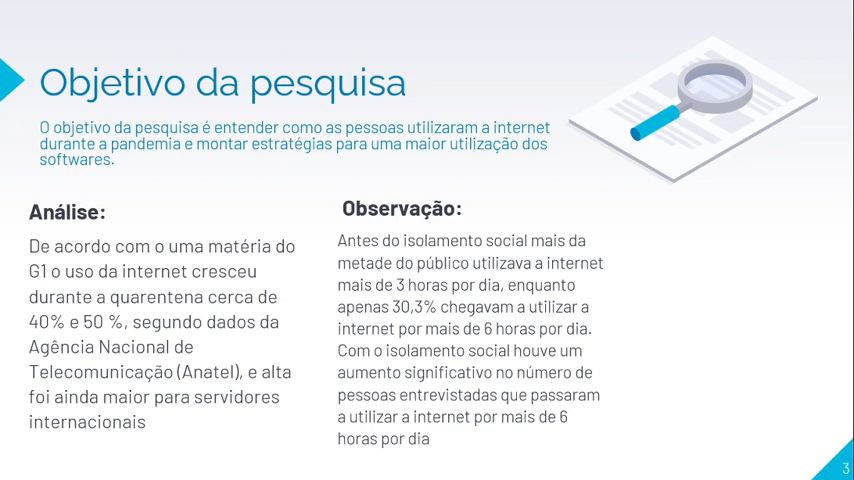 Objetivo da pesquisa
O objetivo da pesquisa é entender como as pessoas utilizaram a internet
durante a pandemia e montar estratégias para uma maior utilização dos
softwares.
Análise:
De acordo com o uma matéria do
G1 o uso da internet cresceu
durante a quarentena cerca de
40% e 50 %, segundo dados da
Agência Nacional de
Telecomunicação (Anatel), e alta
foi ainda maior para servidores
internacionais
Observação:
Antes do isolamento social mais da
metade do público utilizava a internet
mais de 3 horas por dia, enquanto
apenas 30,3% chegavam a utilizar a
internet por mais de 6 horas por dia.
Com o isolamento social houve um
aumento significativo no número de
pessoas entrevistadas que passaram
a utilizar a internet por mais de 6
horas por dia
3